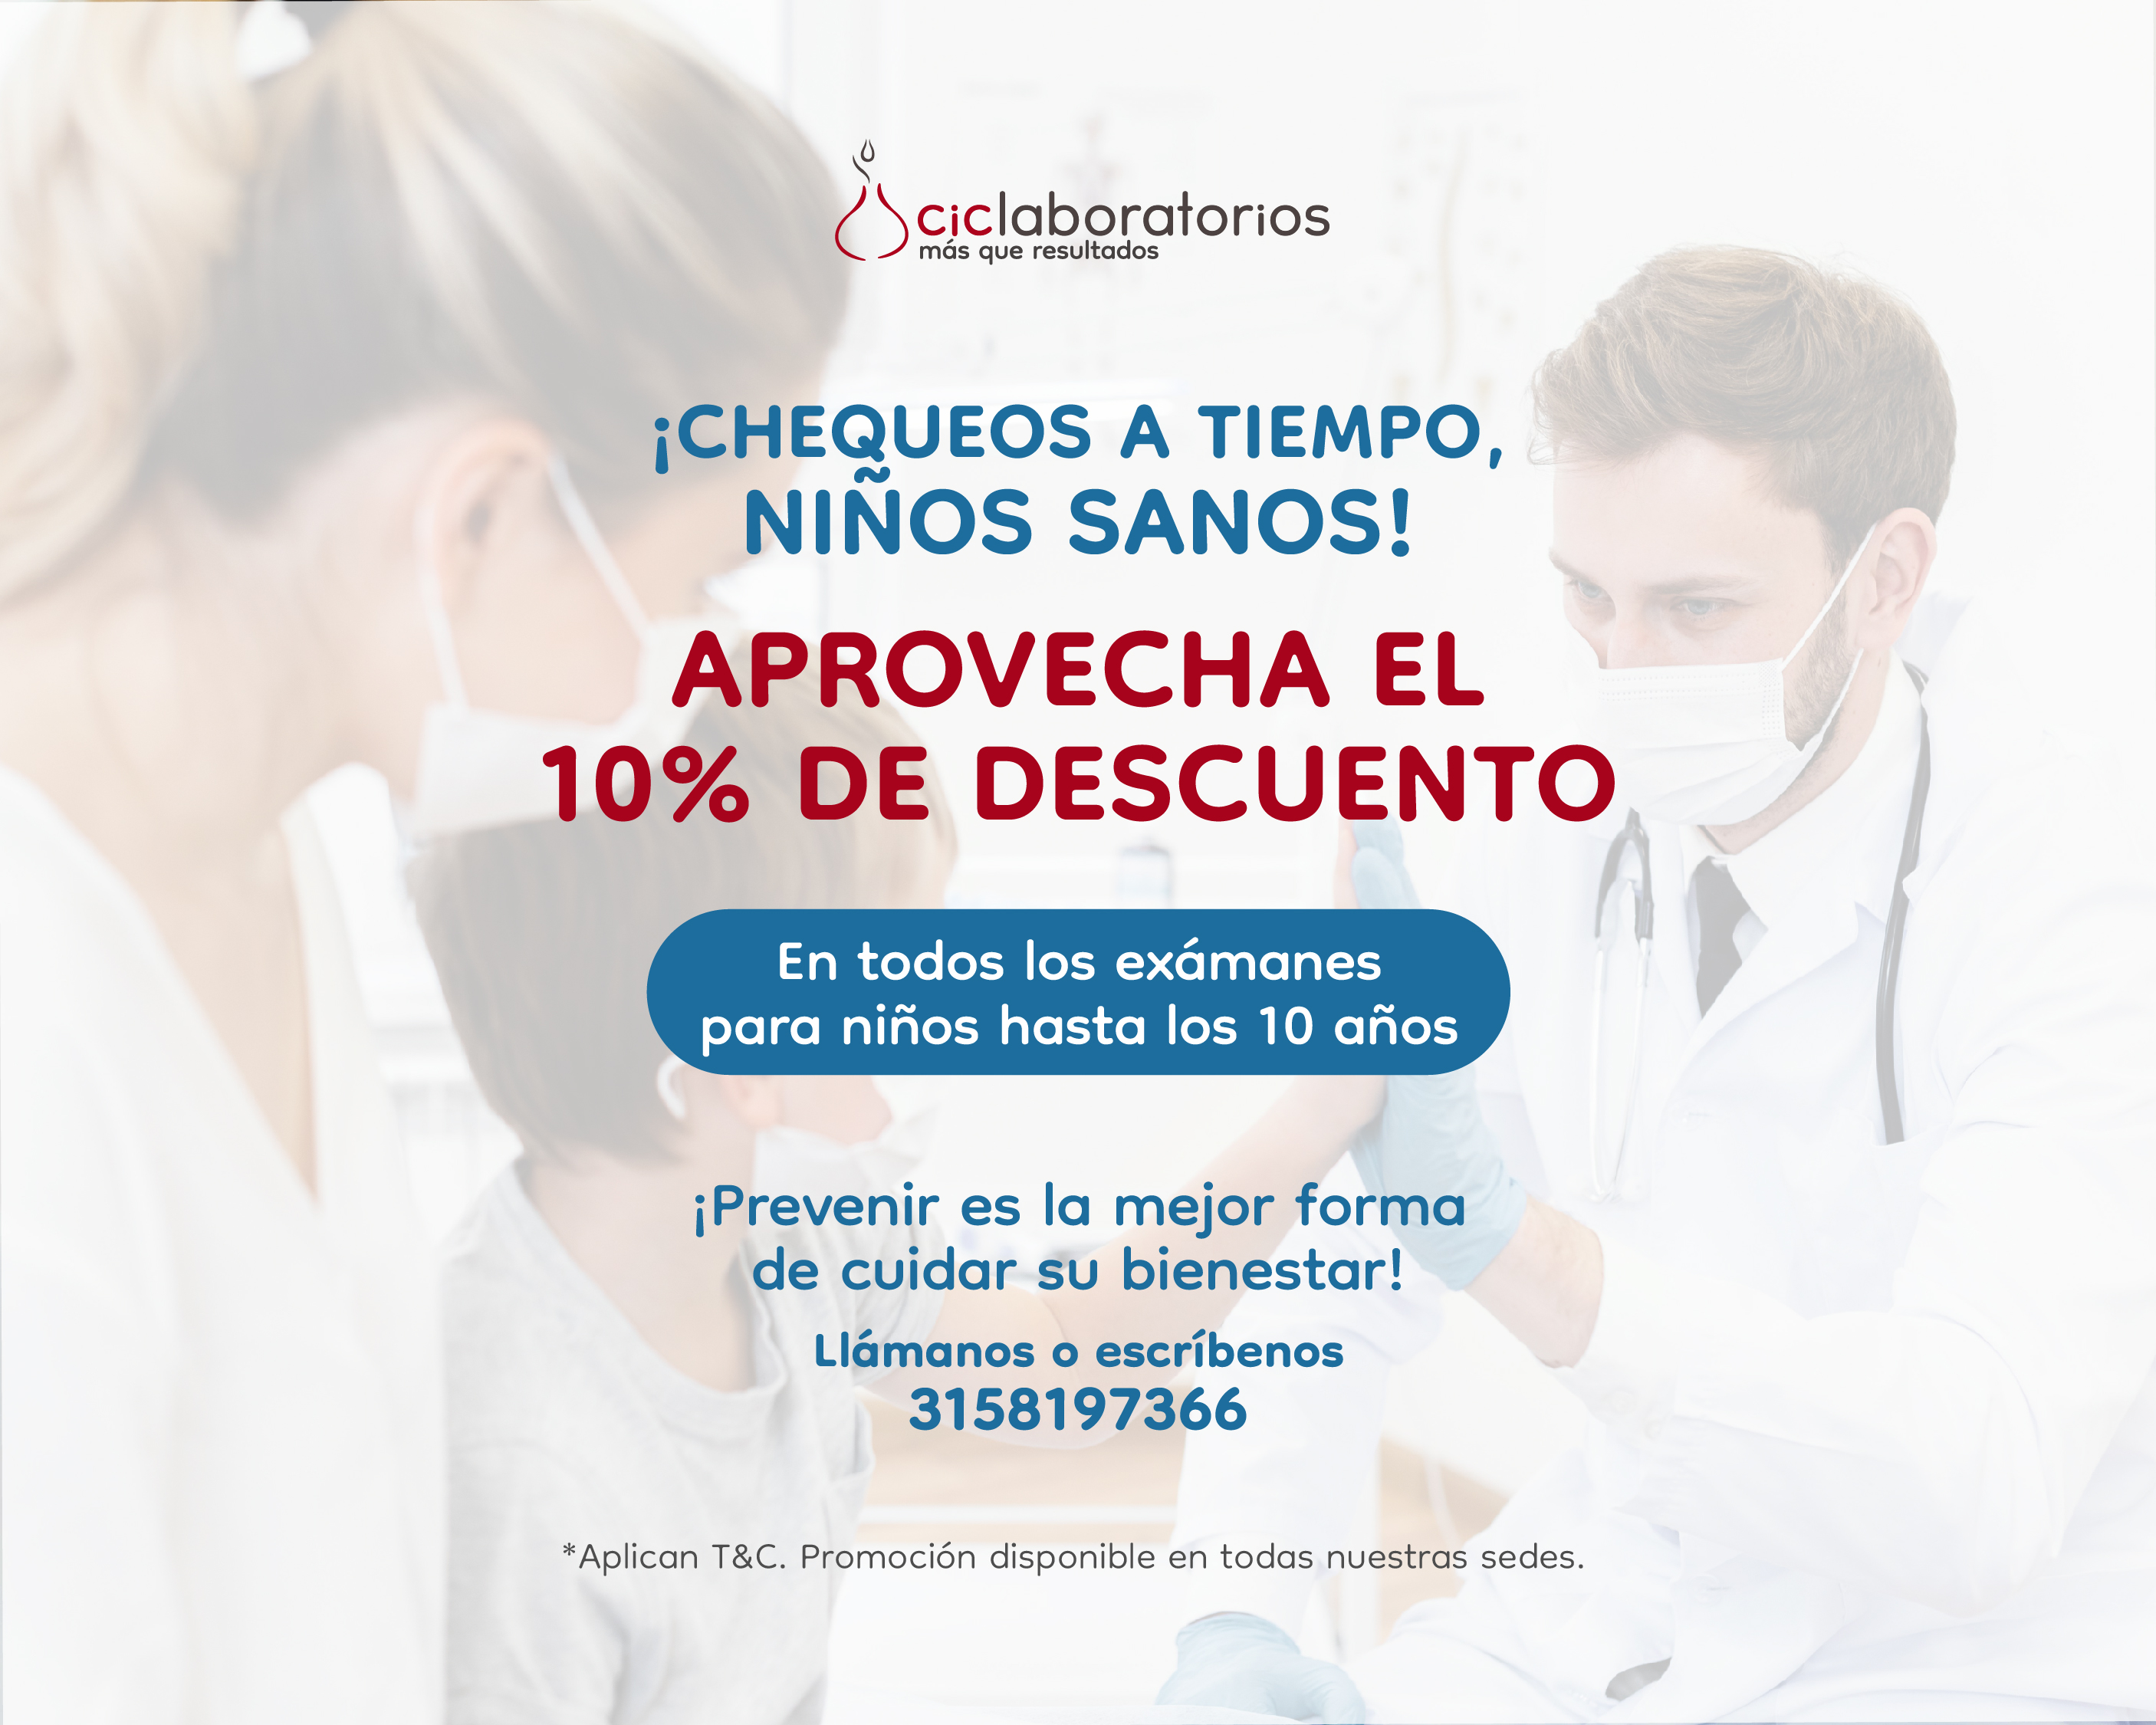 ciclaboratorios
más que resultados
¡CHEQUEOS A TIEMPO,
NIÑOS SANOS!
APROVECHA EL
10% DE DESCUENTO
En todos los exámanes
para niños hasta los 10 años
¡Prevenir es la mejor forma
de cuidar su bienestar!
Llámanos o escríbenos
3158197366
*Aplican T&C. Promoción disponible en todas nuestras sedes.